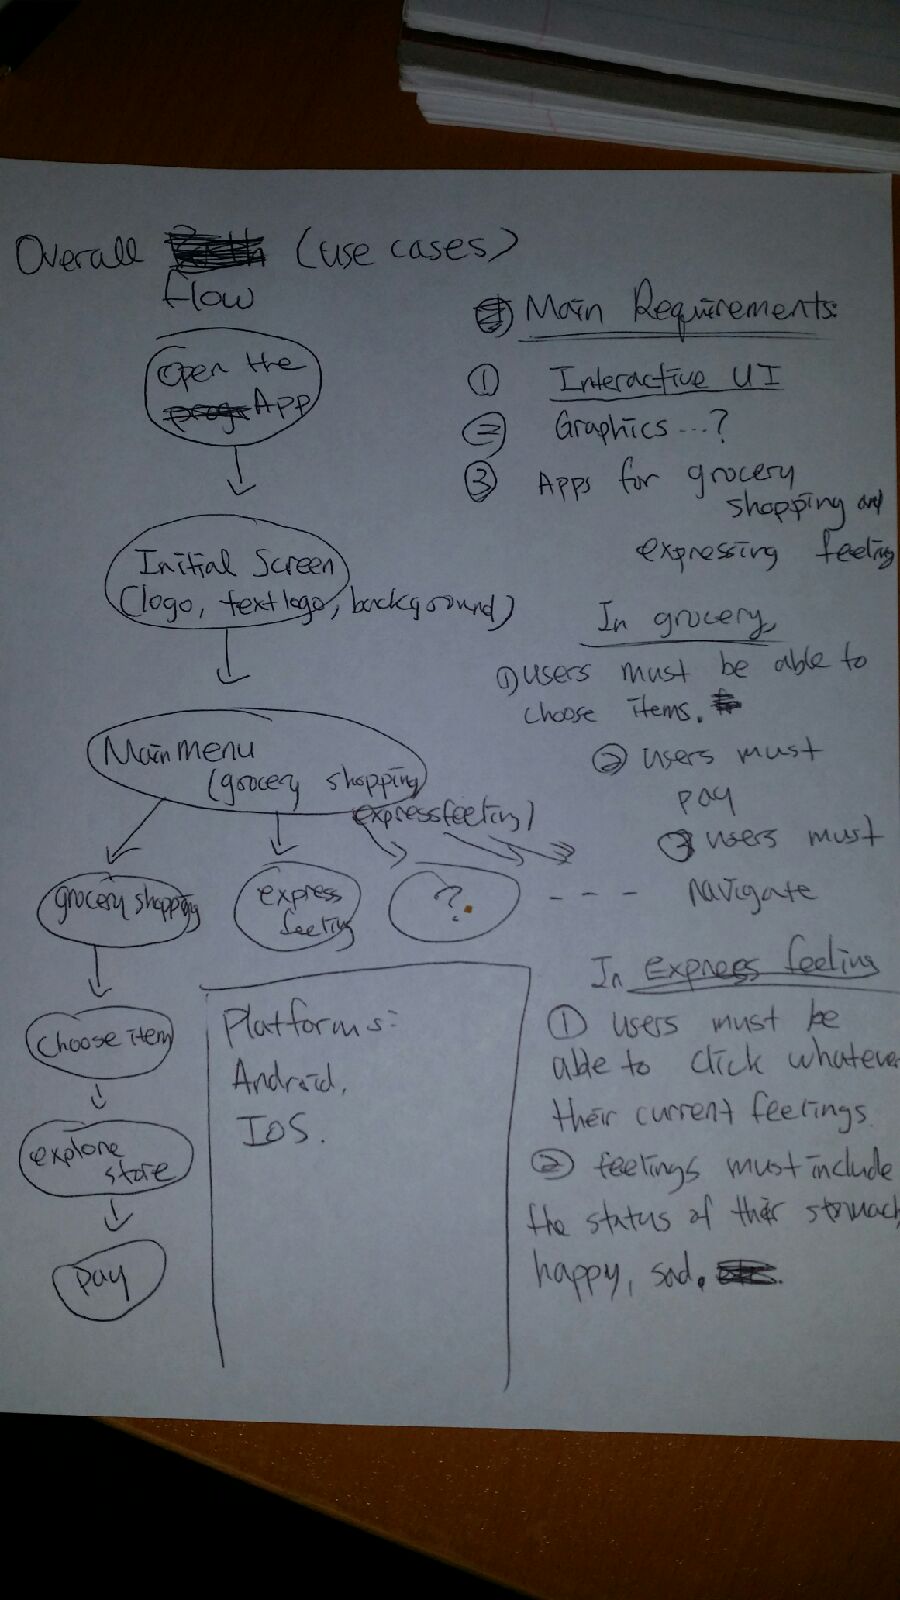 Overall (use cases)
flow
Open the
App
Initial Screen
(logo, textlogo, background)
Main menu
(grocery shopping
expressfeeling)
grocery shopping
express
feeling
?
- - -
Choose item
explore
store
pay
Platforms:
Android.
IOS.
Main Requirements:
① Interactive UI
② Graphics...?
③ Apps for grocery
shopping and
expressing feeling
In grocery,
① users must be able to
choose items.
② users must
pay
③ users must
navigate
In express feeling
① users must be
able to click whatever
their current feelings.
② feelings must include
the status of their stomach,
happy, sad.